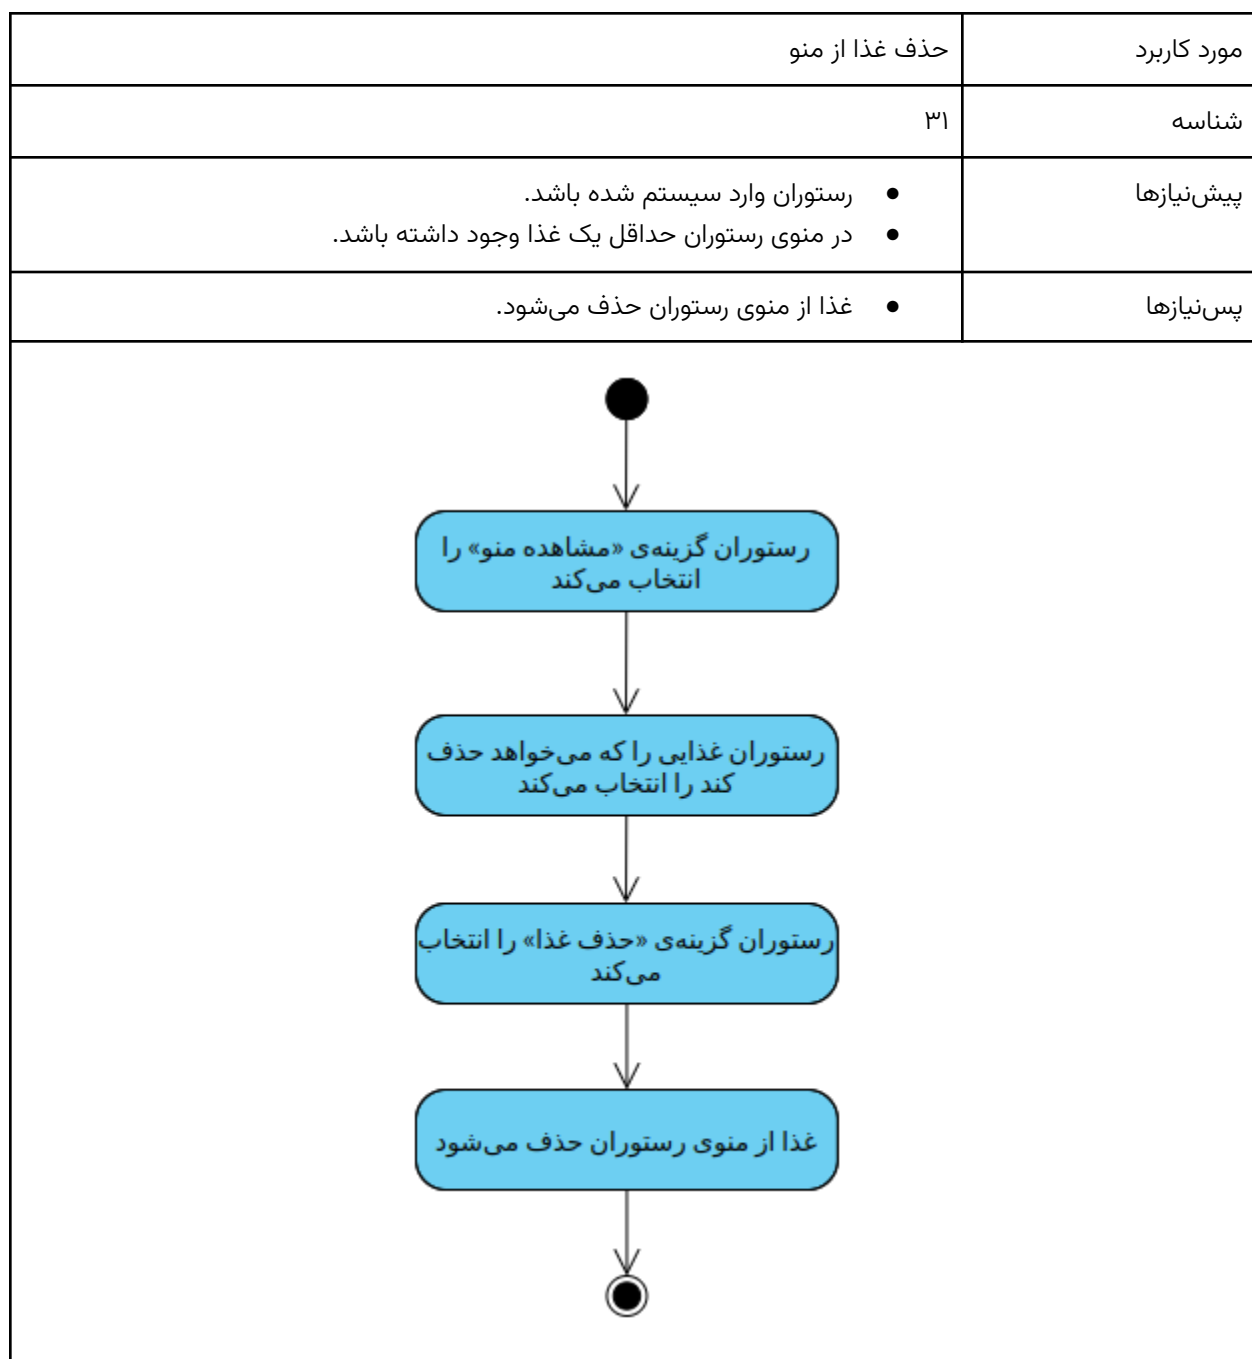 مورد کاربرد
حذف غذا از منو
شناسه
۳۱
پیش‌نیازها
● رستوران وارد سیستم شده باشد.
● در منوی رستوران حداقل یک غذا وجود داشته باشد.
پس‌نیازها
● غذا از منوی رستوران حذف می‌شود.
رستوران گزینه‌ی «مشاهده منو» را
انتخاب می‌کند
رستوران غذایی را که می‌خواهد حذف
کند را انتخاب می‌کند
رستوران گزینه‌ی «حذف غذا» را انتخاب
می‌کند
غذا از منوی رستوران حذف می‌شود